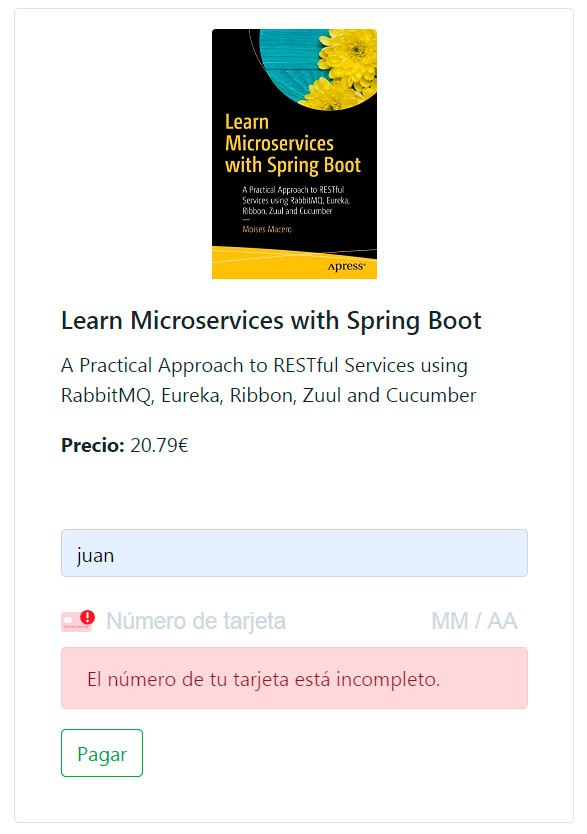 Learn
Microservices
with Spring Boot
A Practical Approach to RESTful
Services using RabbitMQ, Eureka,
Ribbon, Zuul and Cucumber
Moises Macero
Apress®
Learn Microservices with Spring Boot
A Practical Approach to RESTful Services using
RabbitMQ, Eureka, Ribbon, Zuul and Cucumber
Precio: 20.79€
juan
Número de tarjeta MM / AA
El número de tu tarjeta está incompleto.
Pagar